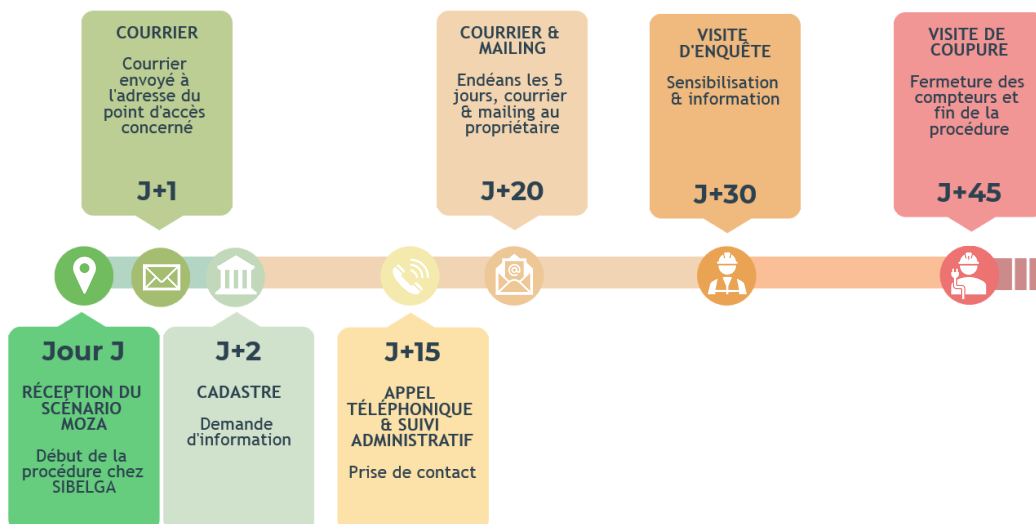 COURRIER
Courrier
envoyé à
l'adresse du
point d'accès
concerné
J+1
COURRIER &
MAILING
Endéans les 5
jours, courrier
& mailing au
propriétaire
J+20
VISITE
D'ENQUÊTE
Sensibilisation
& information
J+30
VISITE DE
COUPURE
Fermeture des
compteurs et
fin de la
procédure
J+45
@
Jour J
RÉCEPTION DU
SCÉNARIO
MOZA
Début de la
procédure chez
SIBELGA
J+2
CADASTRE
Demande
d'information
J+15
APPEL
TÉLÉPHONIQUE
& SUIVI
ADMINISTRATIF
Prise de contact